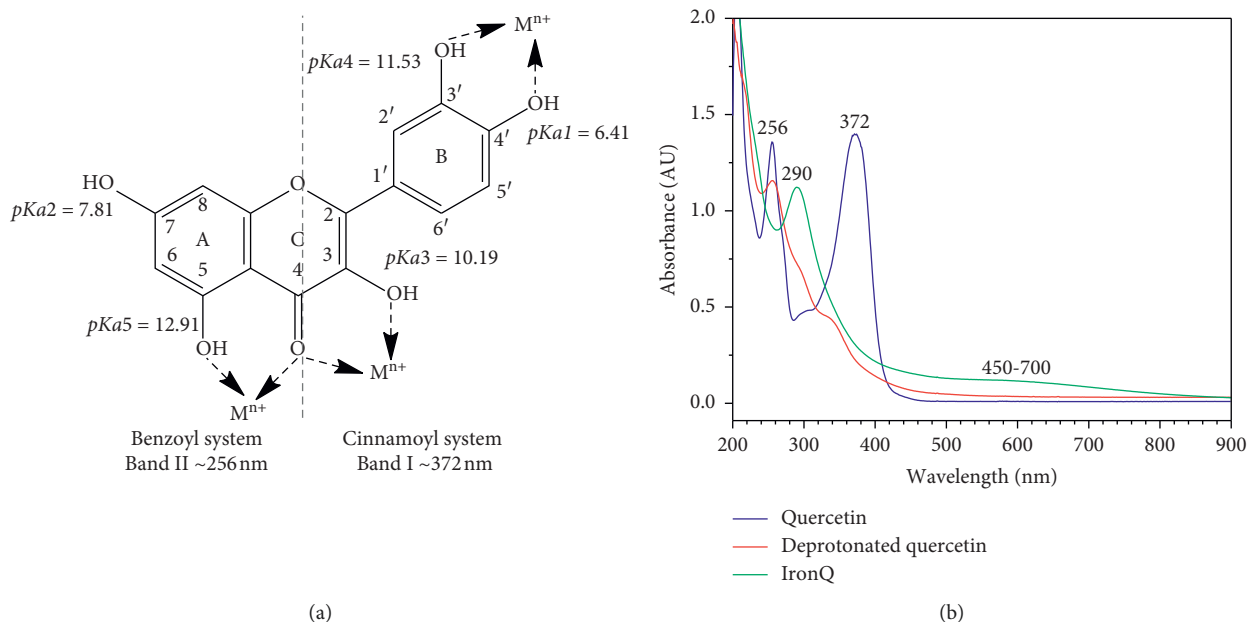 Mⁿ⁺
pKa4 = 11.53
OH
3′
2′
OH
4′
pKa1 = 6.41
B
1′
5′
HO
O
8
6′
pKa2 = 7.81
7
2
A
C
6
3
pKa3 = 10.19
5
4
OH
pKa5 = 12.91
OH
O
Mⁿ⁺
Mⁿ⁺
Benzoyl system
Band II ~256 nm
Cinnamoyl system
Band I ~372 nm
(a)
2.0
1.5
1.0
0.5
0.0
Absorbance (AU)
256
372
290
450-700
200 300 400 500 600 700 800 900
Wavelength (nm)
Quercetin
Deprotonated quercetin
IronQ
(b)